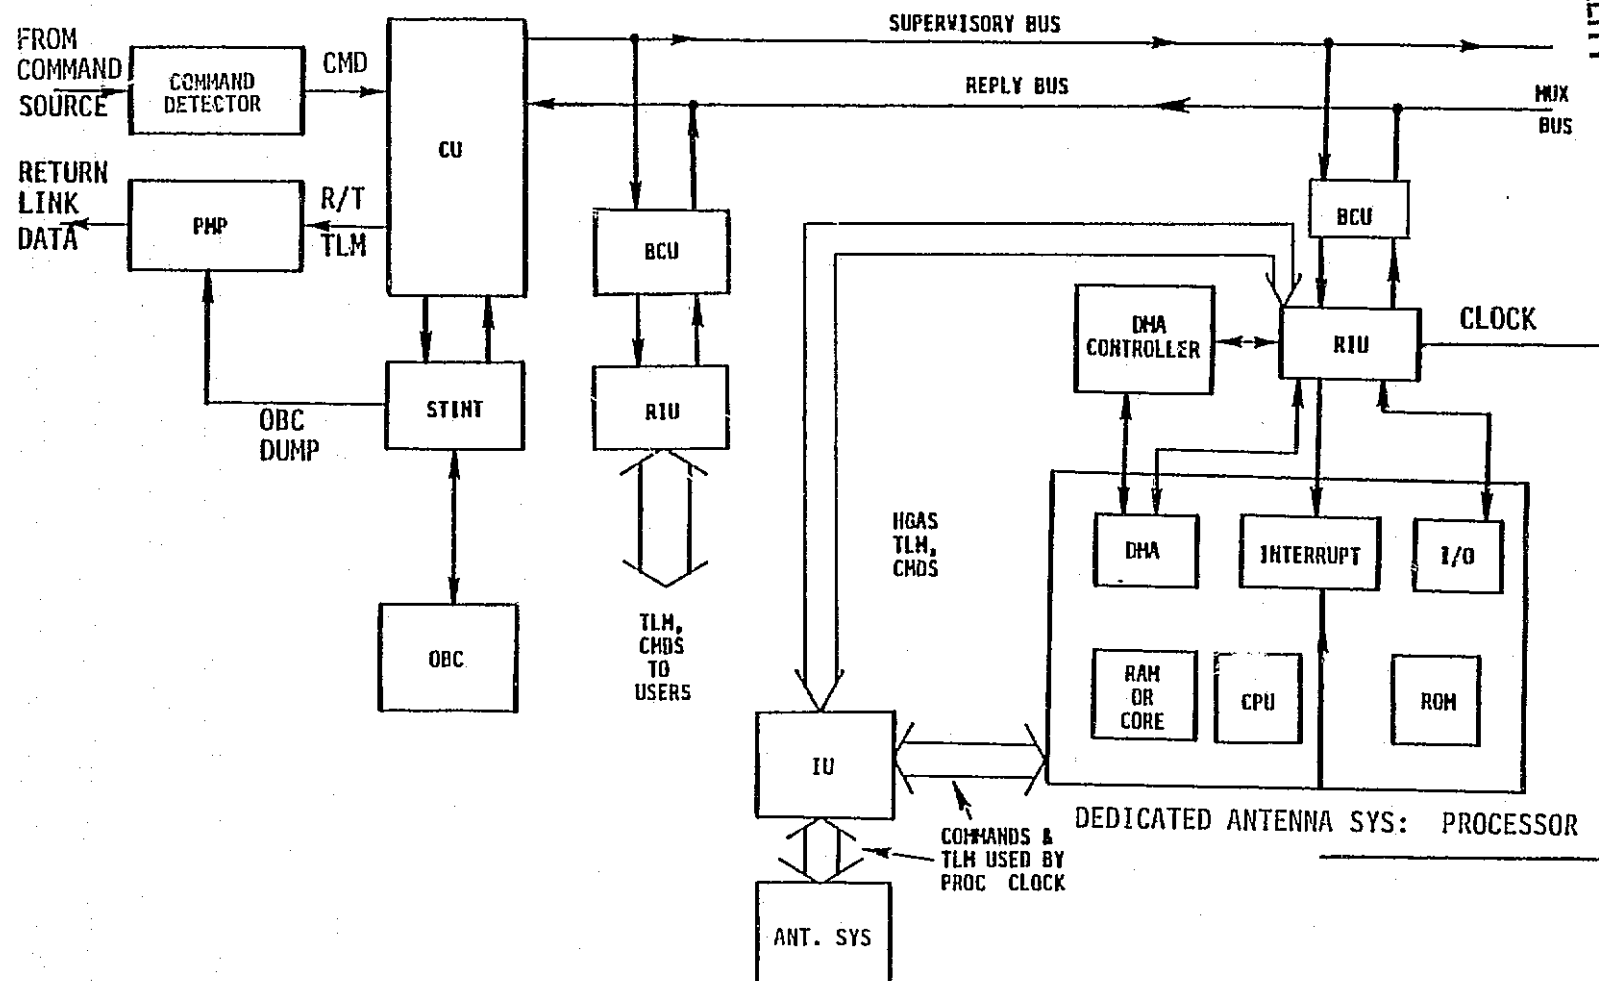 SUPERVISORY BUS
FROM
COMMAND
SOURCE
COMMAND
DETECTOR
CMD
REPLY BUS
MUX
BUS
CU
RETURN
LINK
DATA
PMP
R/T
TLM
BCU
BCU
DMA
CONTROLLER
RIU
CLOCK
STINT
RIU
OBC
DUMP
HGAS
TLM,
CMDS
DMA
INTERRUPT
I/O
OBC
TLM,
CMDS
TO
USERS
RAM
OR
CORE
CPU
ROM
IU
DEDICATED ANTENNA SYS: PROCESSOR
COMMANDS &
TLM USED BY
PROC CLOCK
ANT. SYS